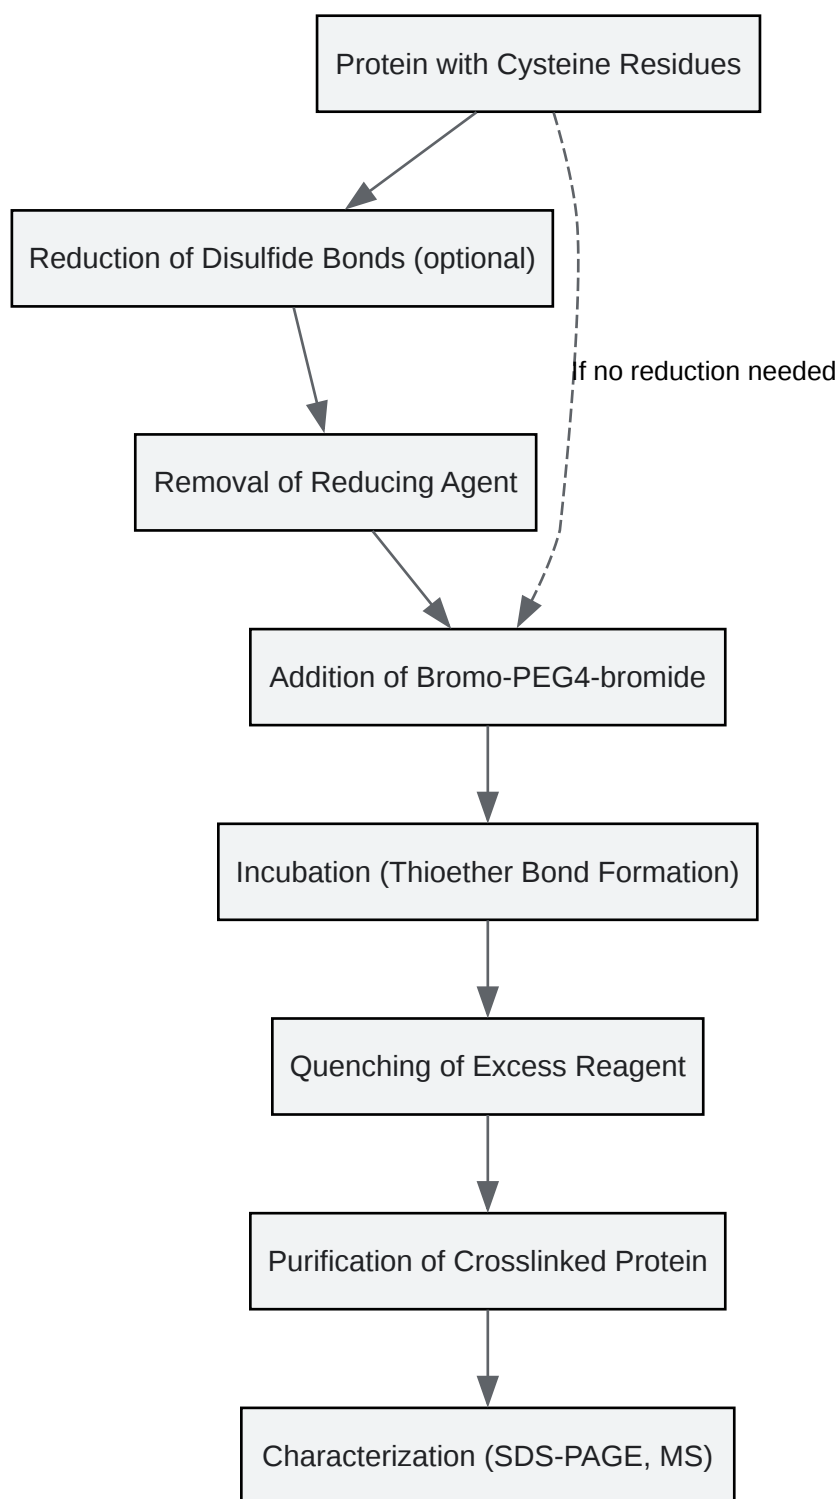 Protein with Cysteine Residues
Reduction of Disulfide Bonds (optional)
If no reduction needed
Removal of Reducing Agent
Addition of Bromo-PEG4-bromide
Incubation (Thioether Bond Formation)
Quenching of Excess Reagent
Purification of Crosslinked Protein
Characterization (SDS-PAGE, MS)